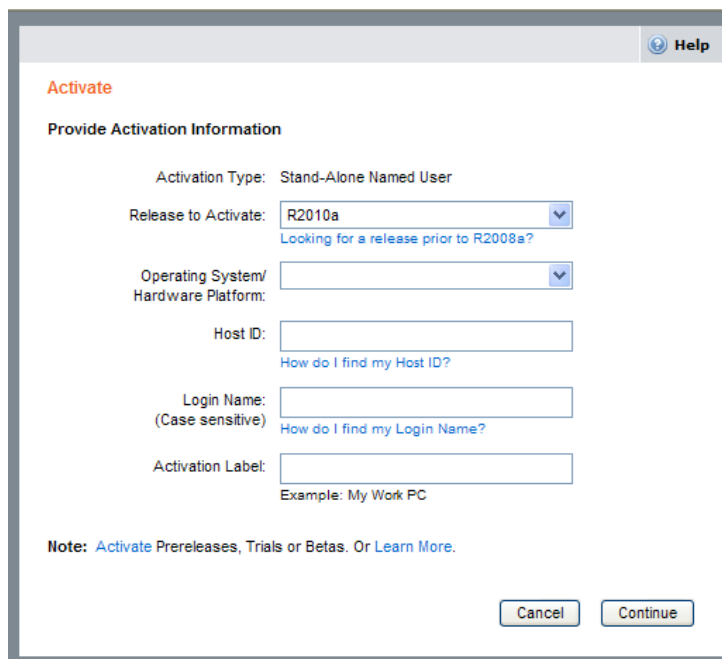 Help
Activate
Provide Activation Information
Activation Type: Stand-Alone Named User
Release to Activate: R2010a
Looking for a release prior to R2008a?
Operating System/
Hardware Platform:
Host ID:
How do I find my Host ID?
Login Name:
(Case sensitive)
How do I find my Login Name?
Activation Label:
Example: My Work PC
Note: Activate Prereleases, Trials or Betas. Or Learn More.
Cancel Continue